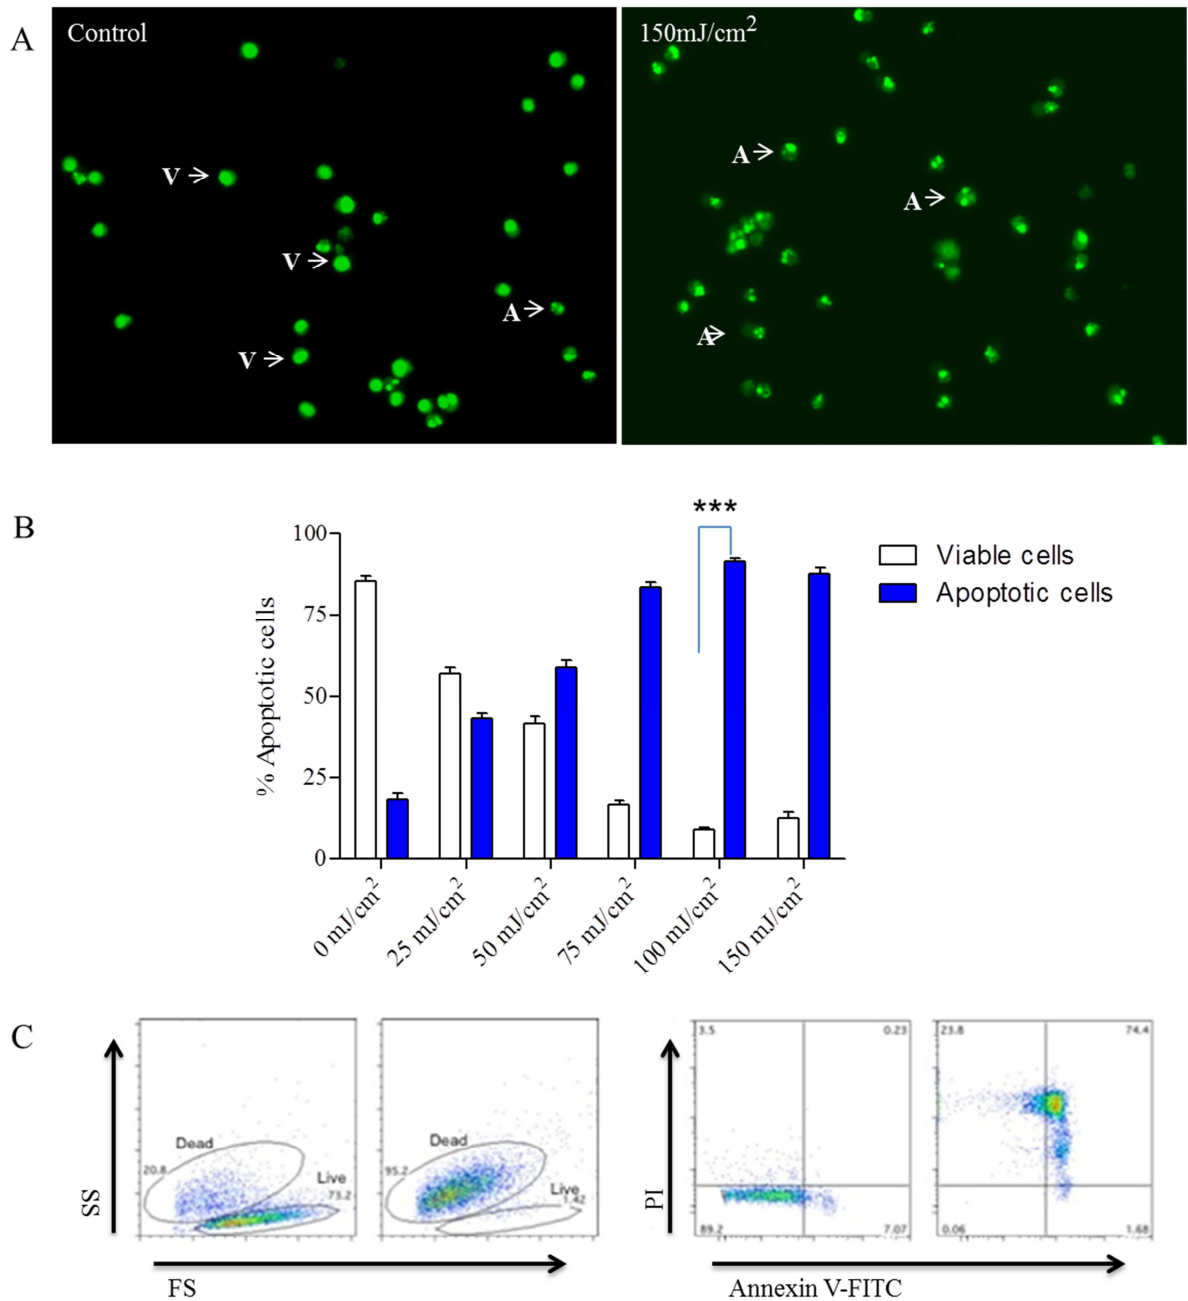 A
Control
150mJ/cm²
V
V
V
A
A
A
A
B
***
100
75
50
25
0
% Apoptotic cells
Viable cells
Apoptotic cells
0 mJ/cm²
25 mJ/cm²
50 mJ/cm²
75 mJ/cm²
100 mJ/cm²
150 mJ/cm²
C
SS
Dead
20.8
Live
73.2
Dead
95.2
Live
1.42
FS
PI
3.5
0.23
89.2
7.07
23.8
74.4
0.06
1.68
Annexin V-FITC